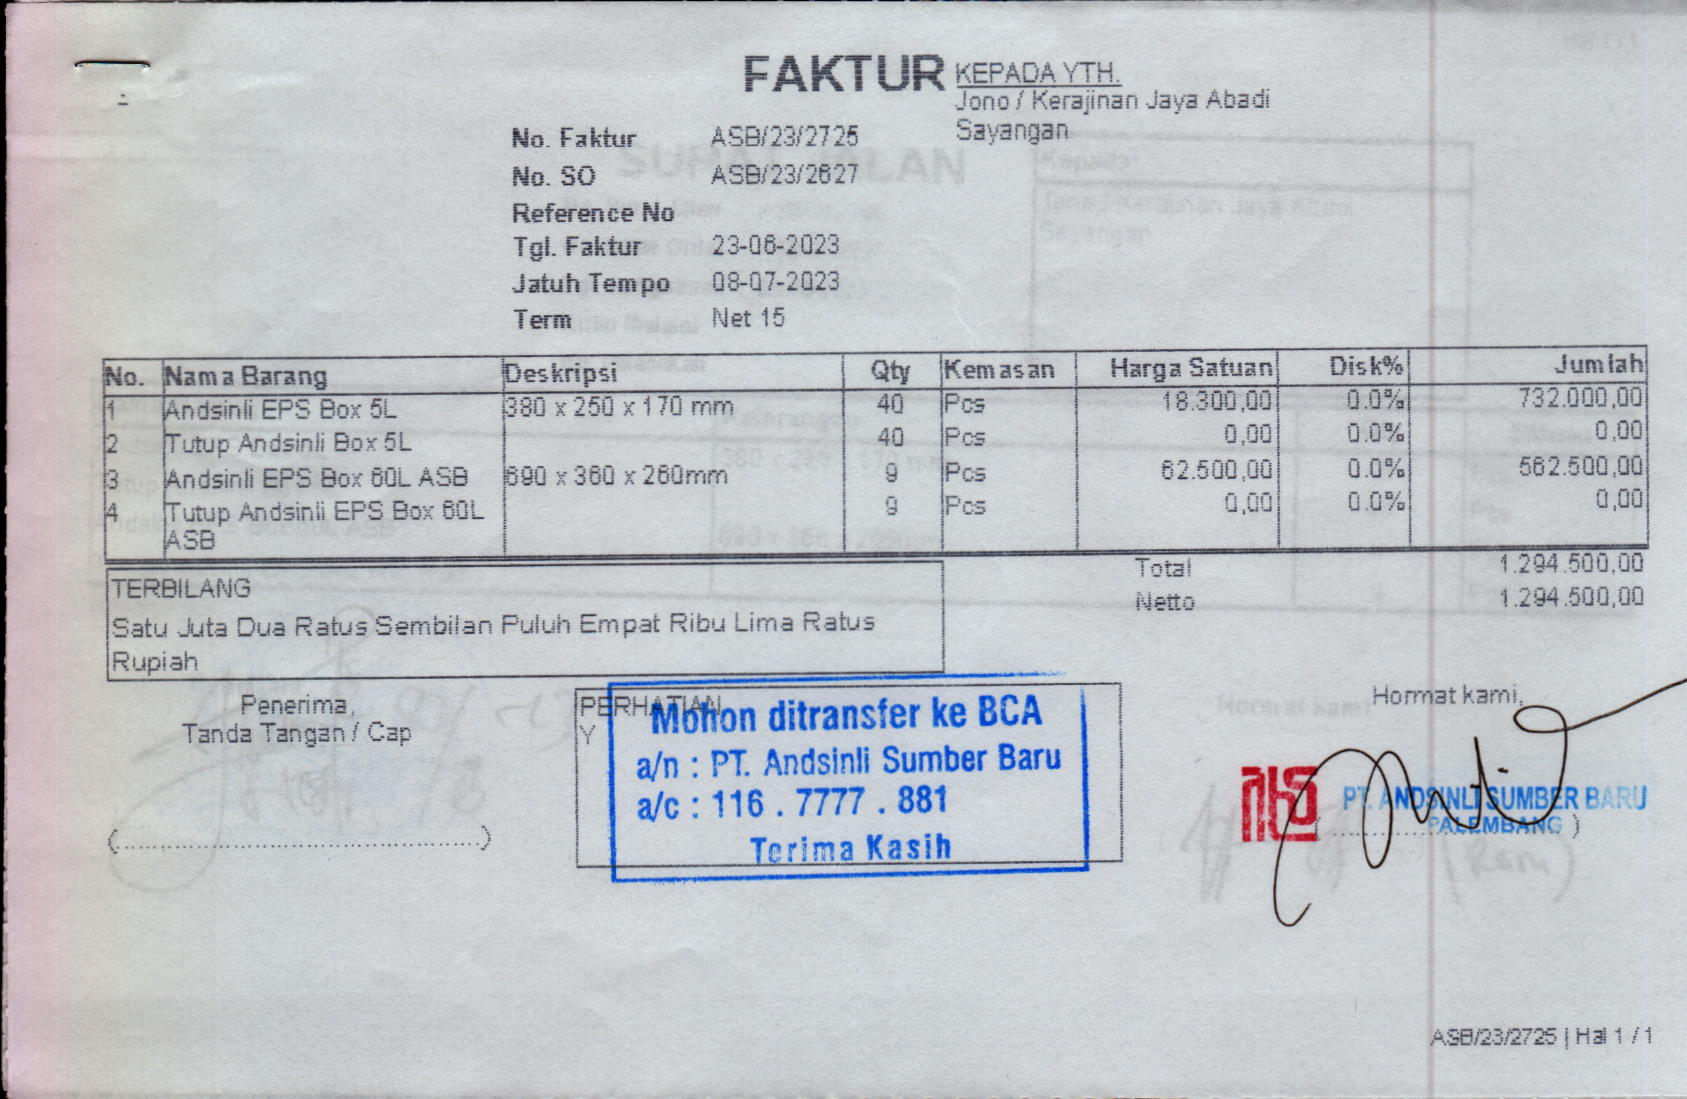 FAKTUR
KEPADA YTH.
Jono / Kerajinan Jaya Abadi
Sayangan
No. Faktur ASB/23/2725
No. SO ASB/23/2627
Reference No
Tgl. Faktur 23-06-2023
Jatuh Tempo 08-07-2023
Term Net 15
No. Nama Barang Deskripsi Qty Kemasan Harga Satuan Disk% Jumlah
1 Andsinli EPS Box 5L 380 x 250 x 170 mm 40 Pcs 18.300,00 0.0% 732.000,00
2 Tutup Andsinli Box 5L 40 Pcs 0,00 0.0% 0,00
3 Andsinli EPS Box 60L ASB 690 x 360 x 260mm 9 Pcs 62.500,00 0.0% 562.500,00
4 Tutup Andsinli EPS Box 60L 9 Pcs 0,00 0.0% 0,00
ASB
Total 1.294.500,00
Netto 1.294.500,00
TERBILANG
Satu Juta Dua Ratus Sembilan Puluh Empat Ribu Lima Ratus
Rupiah
Penerima,
Tanda Tangan / Cap
(........................................................)
PERHATIAN
Y
Mohon ditransfer ke BCA
a/n : PT. Andsinli Sumber Baru
a/c : 116 . 7777 . 881
Terima Kasih
Hormat kami,
PT. ANDSINLI SUMBER BARU
PALEMBANG
ASB/23/2725 | Hal 1 / 1